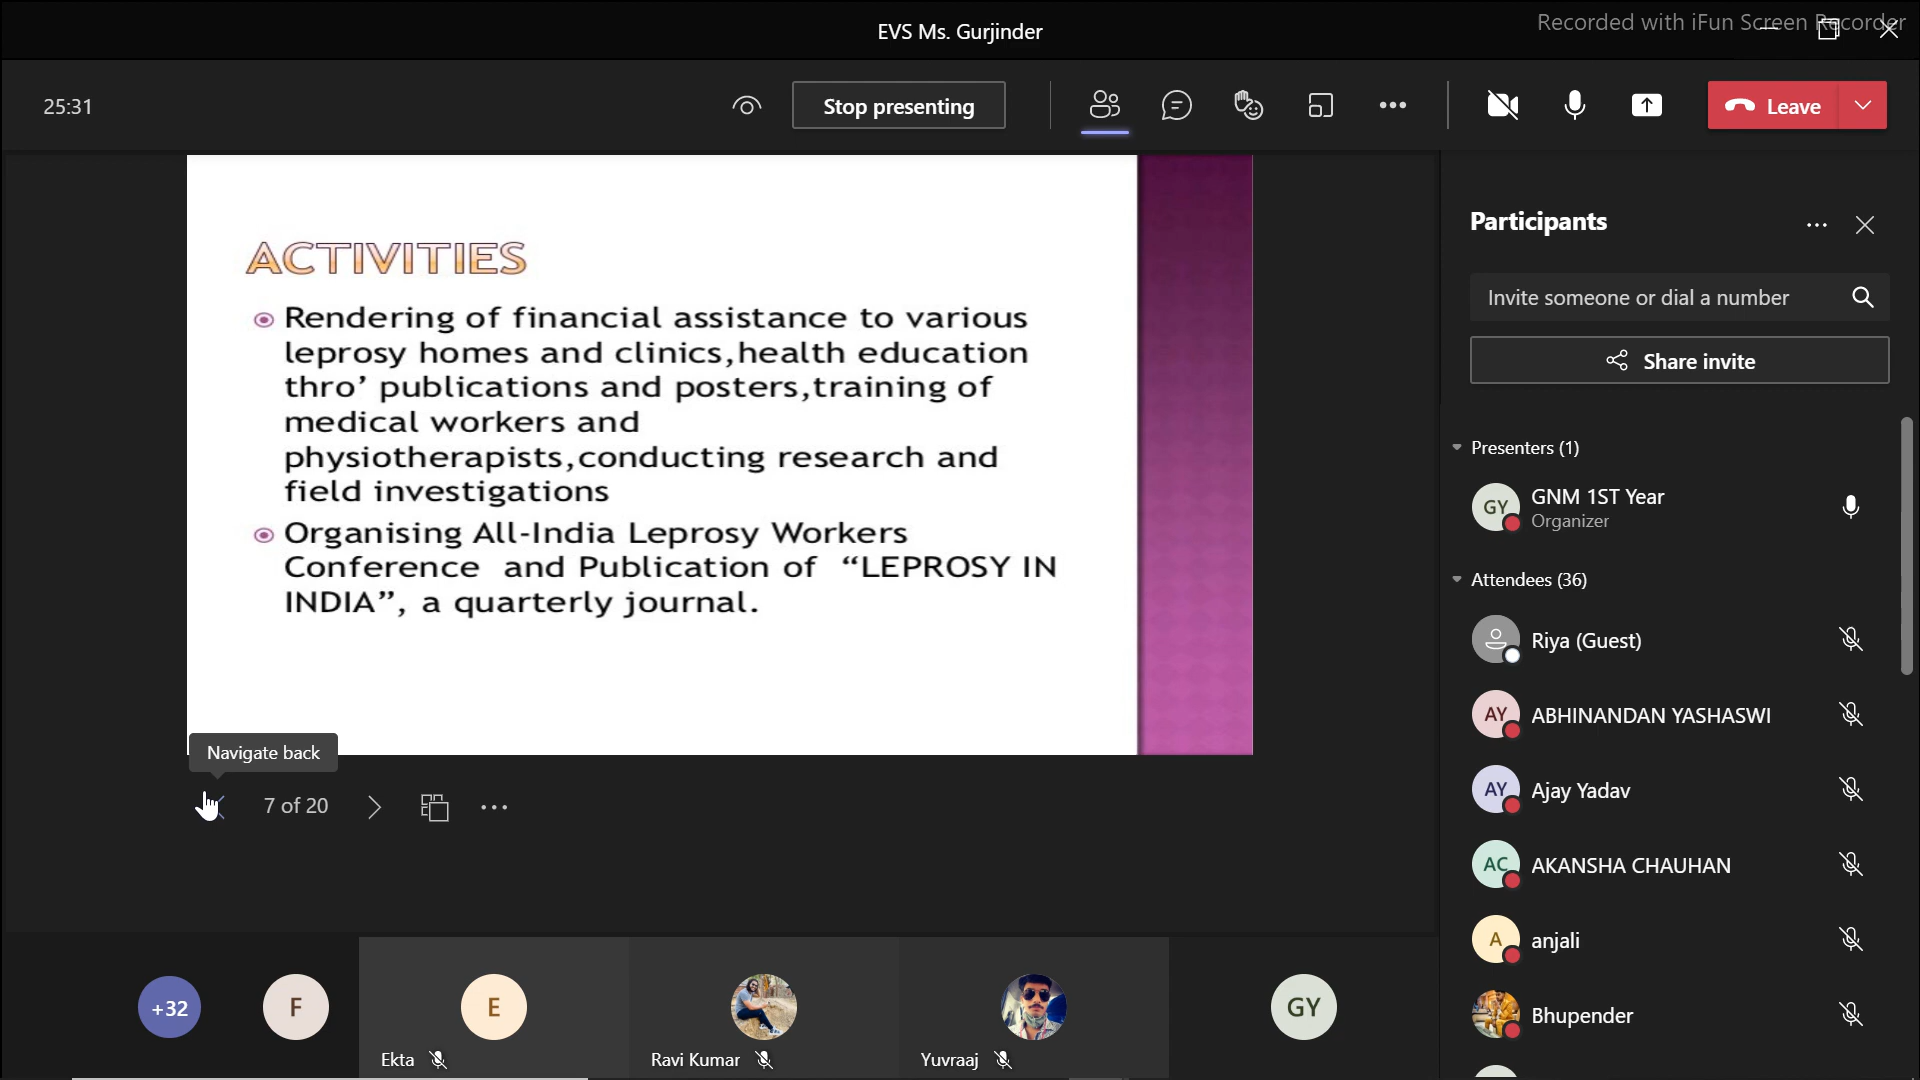 EVS Ms. Gurjinder
Recorded with iFun Screen Recorder
25:31
Stop presenting
Leave
ACTIVITIES
Rendering of financial assistance to various
leprosy homes and clinics,health education
thro’ publications and posters,training of
medical workers and
physiotherapists,conducting research and
field investigations
Organising All-India Leprosy Workers
Conference and Publication of “LEPROSY IN
INDIA”, a quarterly journal.
Navigate back
7 of 20
Participants
Invite someone or dial a number
Share invite
Presenters (1)
GY
GNM 1ST Year
Organizer
Attendees (36)
Riya (Guest)
AY
ABHINANDAN YASHASWI
AY
Ajay Yadav
AC
AKANSHA CHAUHAN
A
anjali
Bhupender
+32
F
E
Ekta
Ravi Kumar
Yuvraaj
GY